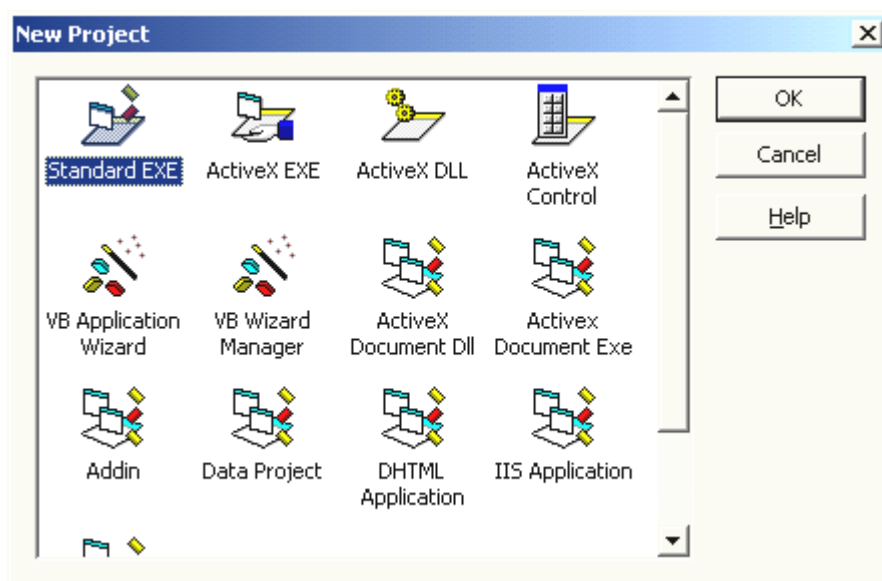 New Project
OK
Cancel
Help
Standard EXE
ActiveX EXE
ActiveX DLL
ActiveX
Control
VB Application
Wizard
VB Wizard
Manager
ActiveX
Document Dll
Activex
Document Exe
Addin
Data Project
DHTML
Application
IIS Application